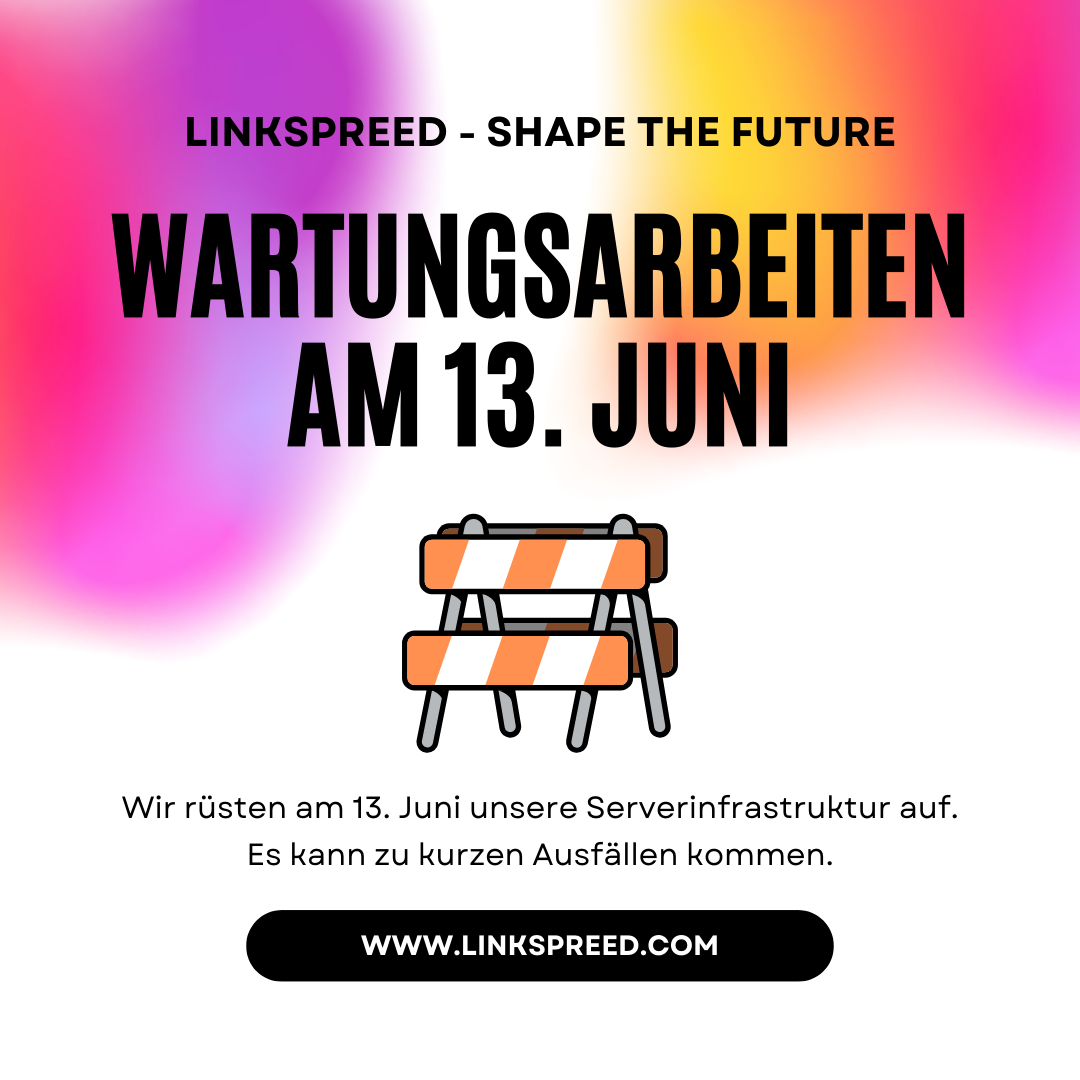 LINKSPREED - SHAPE THE FUTURE
WARTUNGSARBEITEN
AM 13. JUNI
Wir rüsten am 13. Juni unsere Serverinfrastruktur auf.
Es kann zu kurzen Ausfällen kommen.
WWW.LINKSPREED.COM